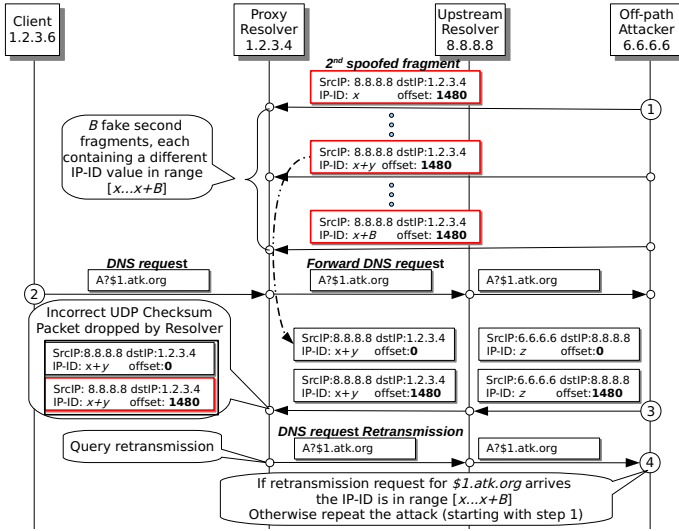 Client
1.2.3.6
Proxy
Resolver
1.2.3.4
Upstream
Resolver
8.8.8.8
Off-path
Attacker
6.6.6.6
2nd spoofed fragment
SrcIP: 8.8.8.8 dstIP:1.2.3.4
IP-ID: x offset: 1480
1
B fake second
fragments, each
containing a different
IP-ID value in range
[x...x+B]
SrcIP: 8.8.8.8 dstIP:1.2.3.4
IP-ID: x+y offset: 1480
SrcIP: 8.8.8.8 dstIP:1.2.3.4
IP-ID: x+B offset: 1480
DNS request
Forward DNS request
A?$1.atk.org
A?$1.atk.org
A?$1.atk.org
2
Incorrect UDP Checksum
Packet dropped by Resolver
SrcIP:8.8.8.8 dstIP:1.2.3.4
IP-ID: x+y offset:0
SrcIP: 8.8.8.8 dstIP:1.2.3.4
IP-ID: x+y offset: 1480
SrcIP:8.8.8.8 dstIP:1.2.3.4
IP-ID: x+y offset:0
SrcIP:6.6.6.6 dstIP:8.8.8.8
IP-ID: z offset:0
SrcIP:8.8.8.8 dstIP:1.2.3.4
IP-ID: x+y offset:1480
SrcIP:6.6.6.6 dstIP:8.8.8.8
IP-ID: z offset:1480
3
DNS request Retransmission
Query retransmission
A?$1.atk.org
A?$1.atk.org
4
If retransmission request for $1.atk.org arrives
the IP-ID is in range [x...x+B]
Otherwise repeat the attack (starting with step 1)